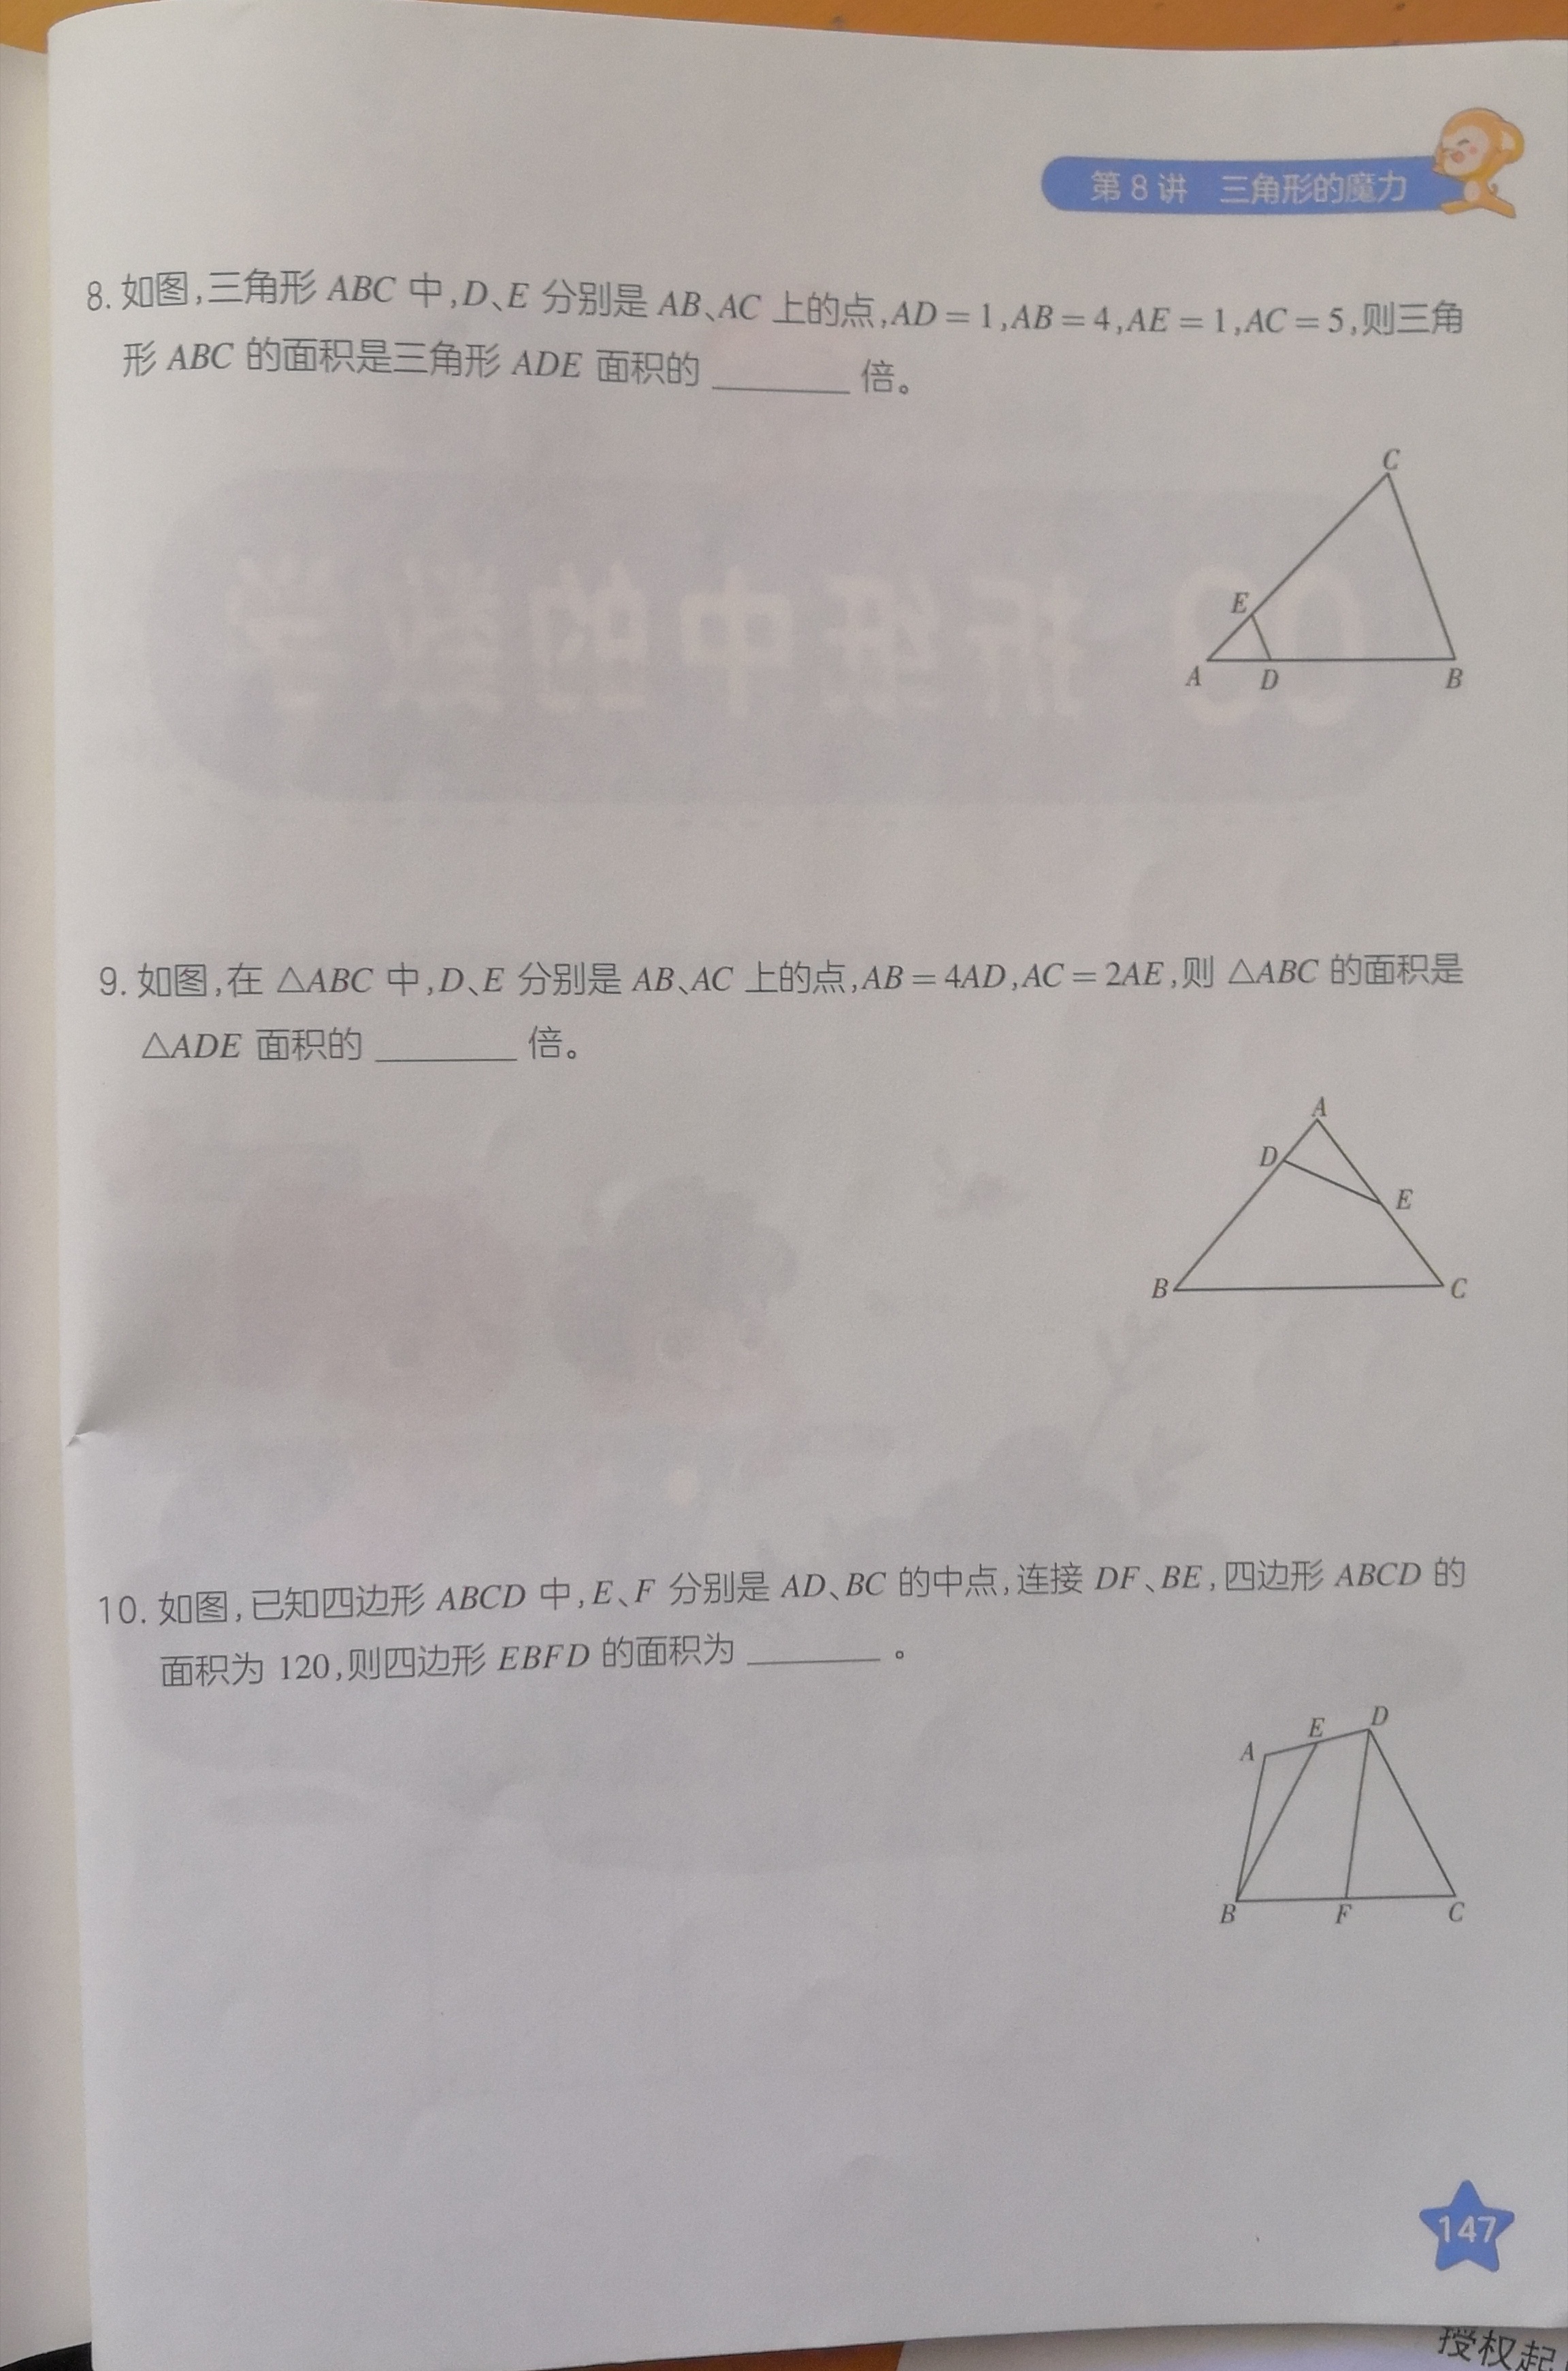 第8讲 三角形的魔力
8. 如图,三角形 ABC 中,D、E 分别是 AB、AC 上的点,AD=1,AB=4,AE=1,AC=5,则三角
形 ABC 的面积是三角形 ADE 面积的 ________ 倍。
C
E
A D B
9. 如图,在 △ABC 中,D、E 分别是 AB、AC 上的点,AB=4AD,AC=2AE,则 △ABC 的面积是
△ADE 面积的 ________ 倍。
A
D
E
B C
10. 如图,已知四边形 ABCD 中,E、F 分别是 AD、BC 的中点,连接 DF、BE,四边形 ABCD 的
面积为 120,则四边形 EBFD 的面积为 ________ 。
E D
A
B F C
147
授权起